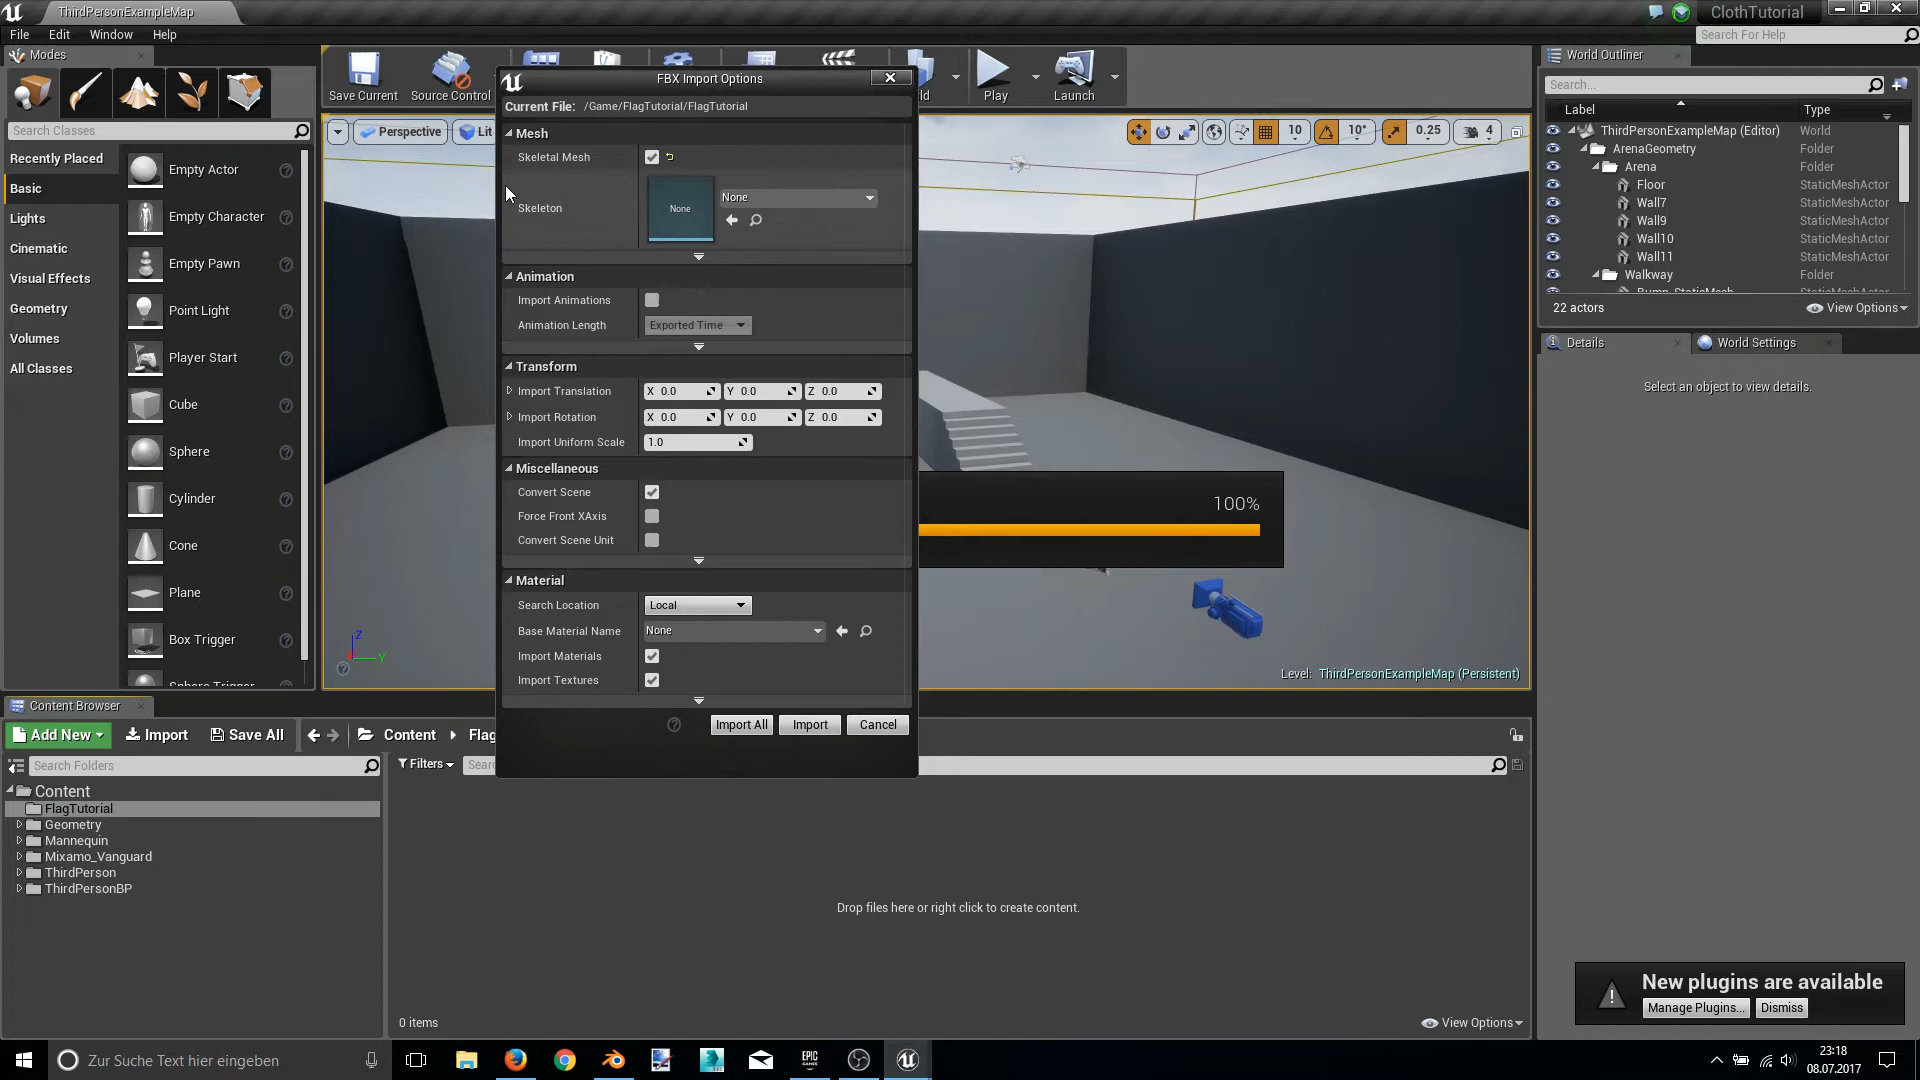 ThirdPersonExampleMap
ClothTutorial
File Edit Window Help
Search For Help
Modes
Save Current
Source Control
Play
Launch
Search Classes
Recently Placed
Basic
Lights
Cinematic
Visual Effects
Geometry
Volumes
All Classes
Empty Actor
Empty Character
Empty Pawn
Point Light
Player Start
Cube
Sphere
Cylinder
Cone
Plane
Box Trigger
Sphere Trigger
Perspective
Lit
10
10°
0.25
4
FBX Import Options
Current File: /Game/FlagTutorial/FlagTutorial
Mesh
Skeletal Mesh
Skeleton
None
None
Animation
Import Animations
Animation Length Exported Time
Transform
Import Translation X 0.0 Y 0.0 Z 0.0
Import Rotation X 0.0 Y 0.0 Z 0.0
Import Uniform Scale 1.0
Miscellaneous
Convert Scene
Force Front XAxis
Convert Scene Unit
Material
Search Location Local
Base Material Name None
Import Materials
Import Textures
Import All Import Cancel
100%
Level: ThirdPersonExampleMap (Persistent)
World Outliner
Search...
Label Type
ThirdPersonExampleMap (Editor) World
ArenaGeometry Folder
Arena Folder
Floor StaticMeshActor
Wall7 StaticMeshActor
Wall9 StaticMeshActor
Wall10 StaticMeshActor
Wall11 StaticMeshActor
Walkway Folder
22 actors
View Options
Details
World Settings
Select an object to view details.
Content Browser
Add New Import Save All Content Flag
Search Folders
Filters
Content
FlagTutorial
Geometry
Mannequin
Mixamo_Vanguard
ThirdPerson
ThirdPersonBP
Drop files here or right click to create content.
0 items
View Options
New plugins are available
Manage Plugins... Dismiss
Zur Suche Text hier eingeben
EPIC
GAMES
23:18
08.07.2017